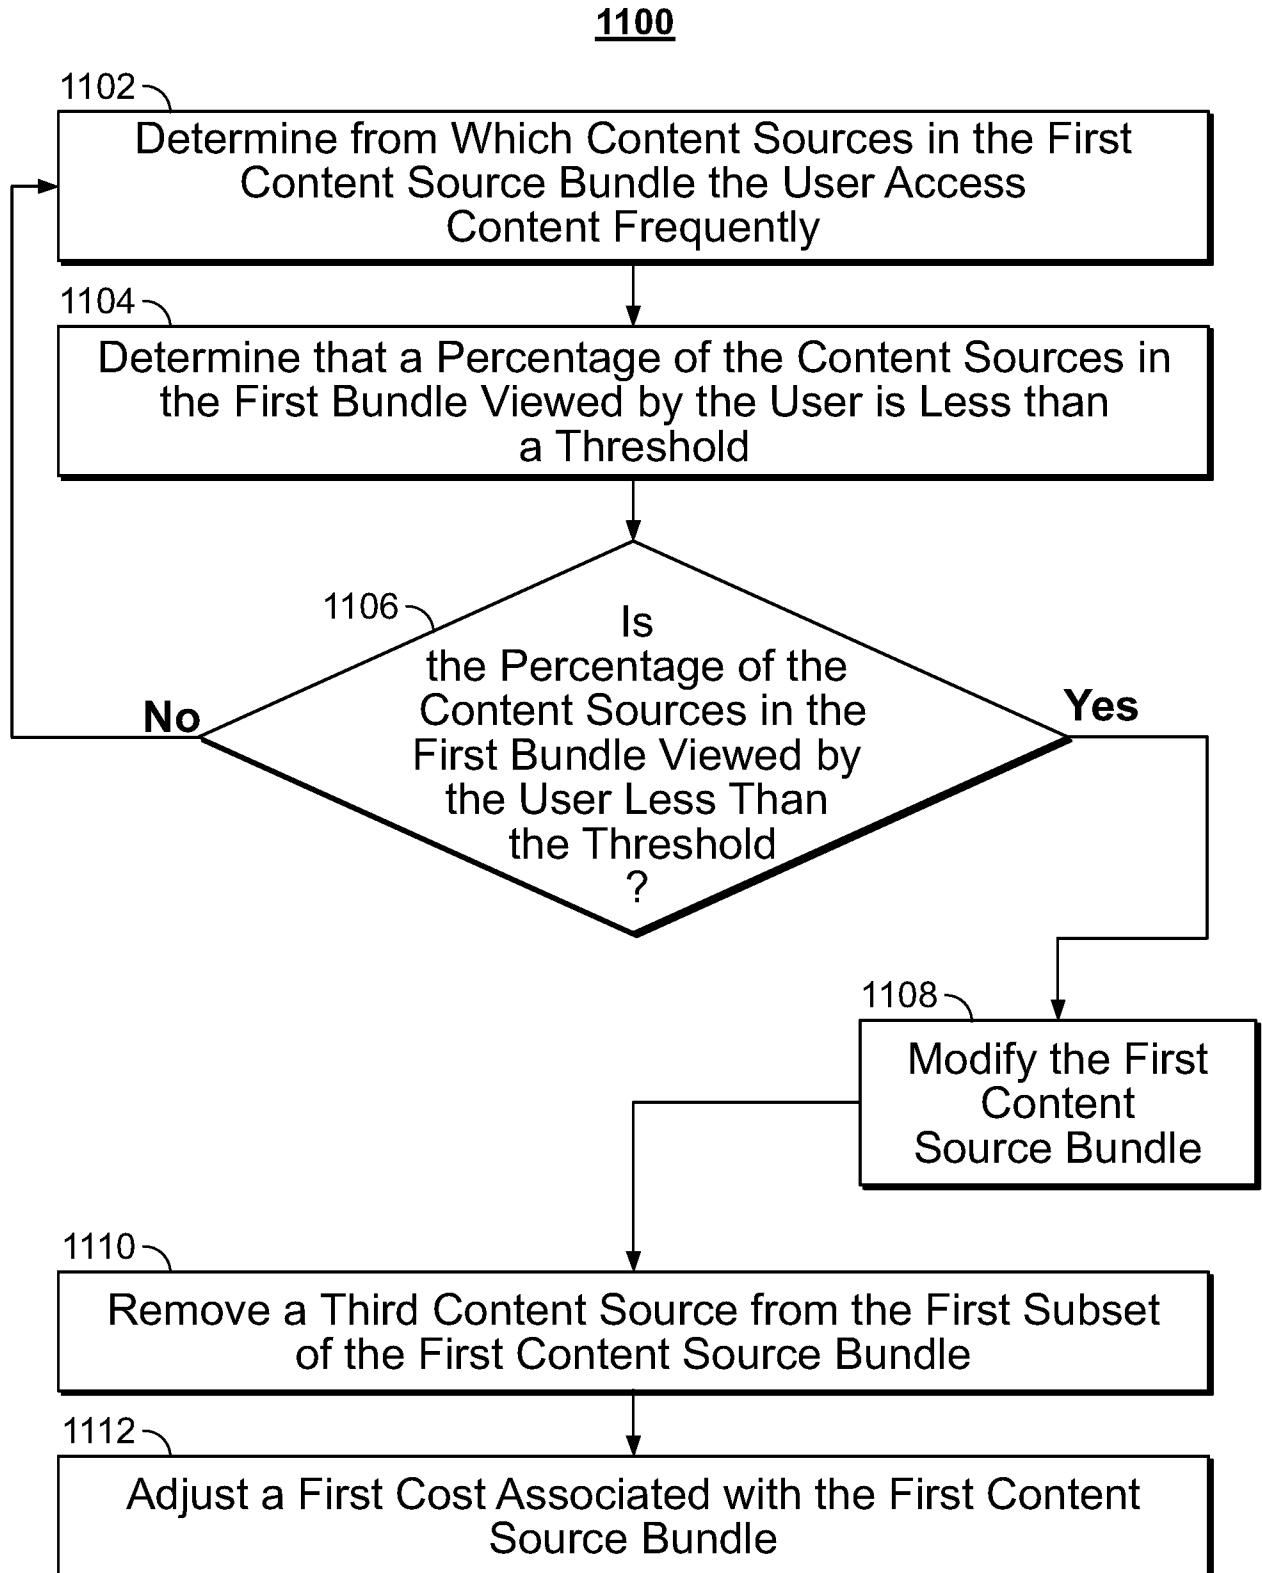 1100
1102
Determine from Which Content Sources in the First
Content Source Bundle the User Access
Content Frequently
1104
Determine that a Percentage of the Content Sources in
the First Bundle Viewed by the User is Less than
a Threshold
1106
Is
the Percentage of the
Content Sources in the
First Bundle Viewed by
the User Less Than
the Threshold
?
No
Yes
1108
Modify the First
Content
Source Bundle
1110
Remove a Third Content Source from the First Subset
of the First Content Source Bundle
1112
Adjust a First Cost Associated with the First Content
Source Bundle